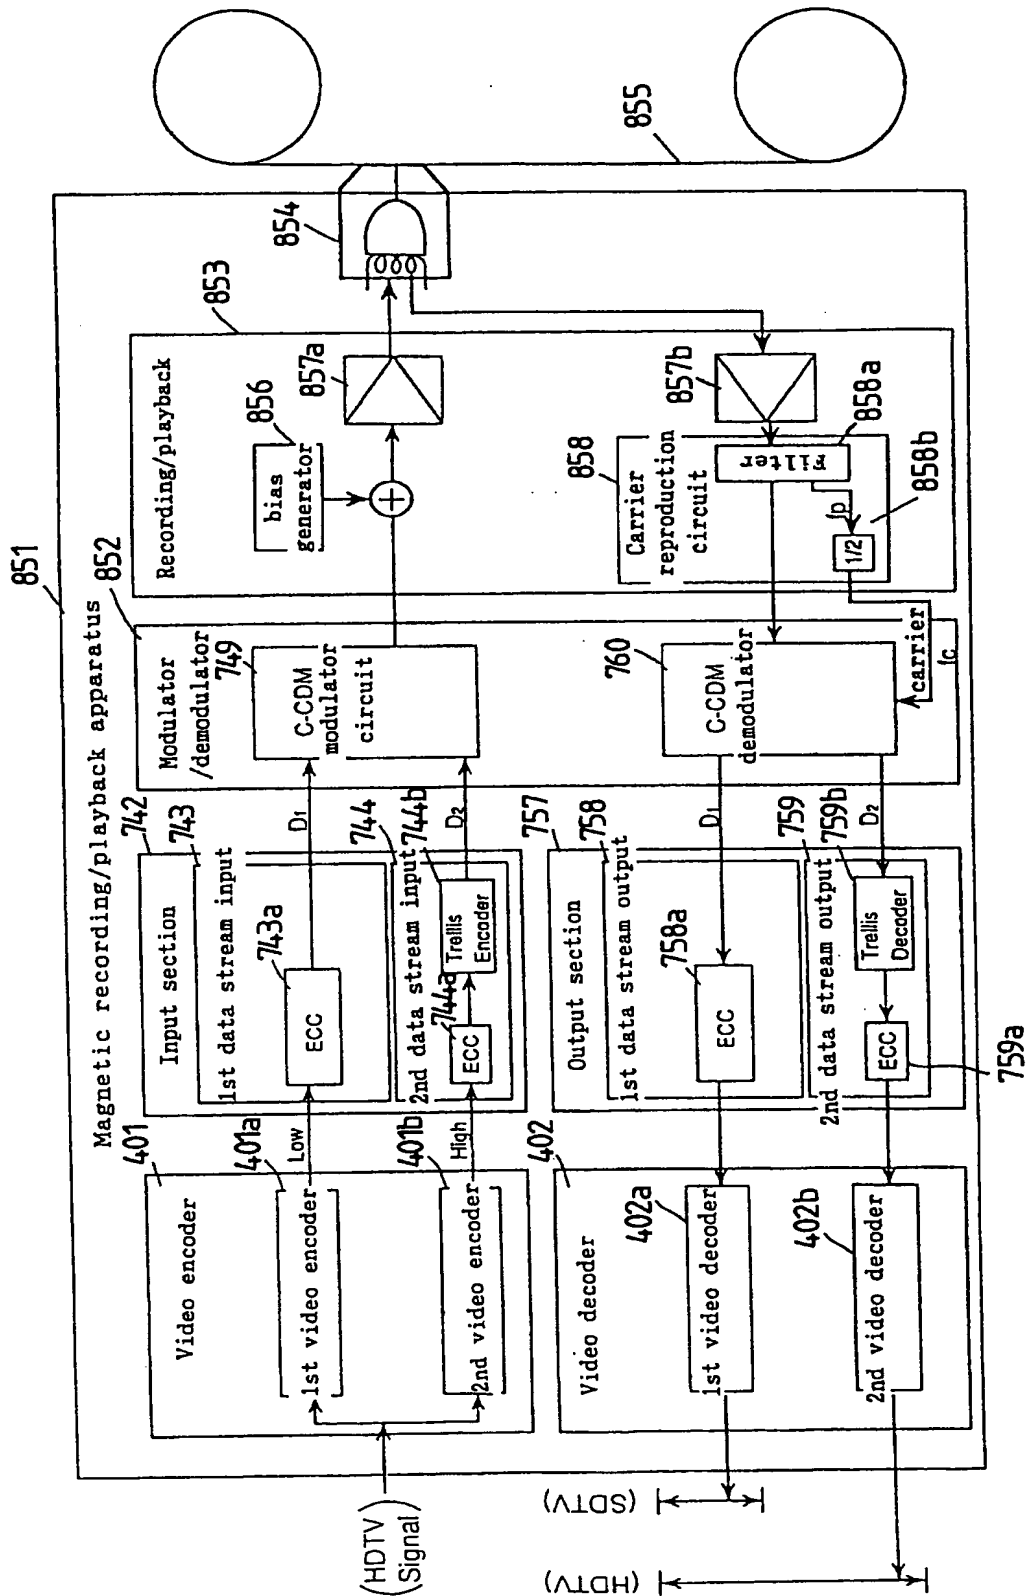 Magnetic recording/playback apparatus
851
(HDTV
Signal)
401
Video encoder
401a
1st video encoder
401b
2nd video encoder
Low
High
742
Input section
743
1st data stream input
743a
ECC
744
2nd data stream input
744a
ECC
744b
Trellis
Encoder
D1
D2
852
Modulator
/demodulator
749
C-CDM
modulator
circuit
853
Recording/playback
856
bias
generator
+
857a
854
855
857b
858
Carrier
reproduction
circuit
858a
Filter
fp
858b
1/2
carrier
fc
760
C-CDM
demodulator
D1
D2
757
Output section
758
1st data stream output
758a
ECC
759
2nd data stream output
759b
Trellis
Decoder
ECC
759a
402
Video decoder
402a
1st video decoder
402b
2nd video decoder
(SDTV)
(HDTV)